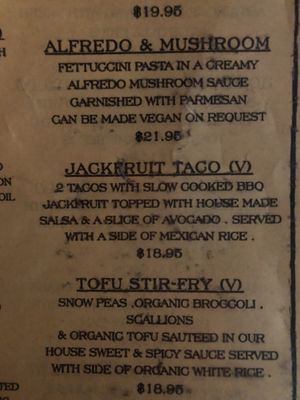 $19.95
ALFREDO & MUSHROOM
FETTUCCINI PASTA IN A CREAMY
ALFREDO MUSHROOM SAUCE
GARNISHED WITH PARMESAN
CAN BE MADE VEGAN ON REQUEST
$21.95
JACKFRUIT TACO (V)
2 TACOS WITH SLOW COOKED BBQ
JACKFRUIT TOPPED WITH HOUSE MADE
SALSA & A SLICE OF AVOCADO . SERVED
WITH A SIDE OF MEXICAN RICE .
$18.95
TOFU STIR-FRY (V)
SNOW PEAS .ORGANIC BROCCOLI .
SCALLIONS
& ORGANIC TOFU SAUTEED IN OUR
HOUSE SWEET & SPICY SAUCE SERVED
WITH SIDE OF ORGANIC WHITE RICE .
$18.95